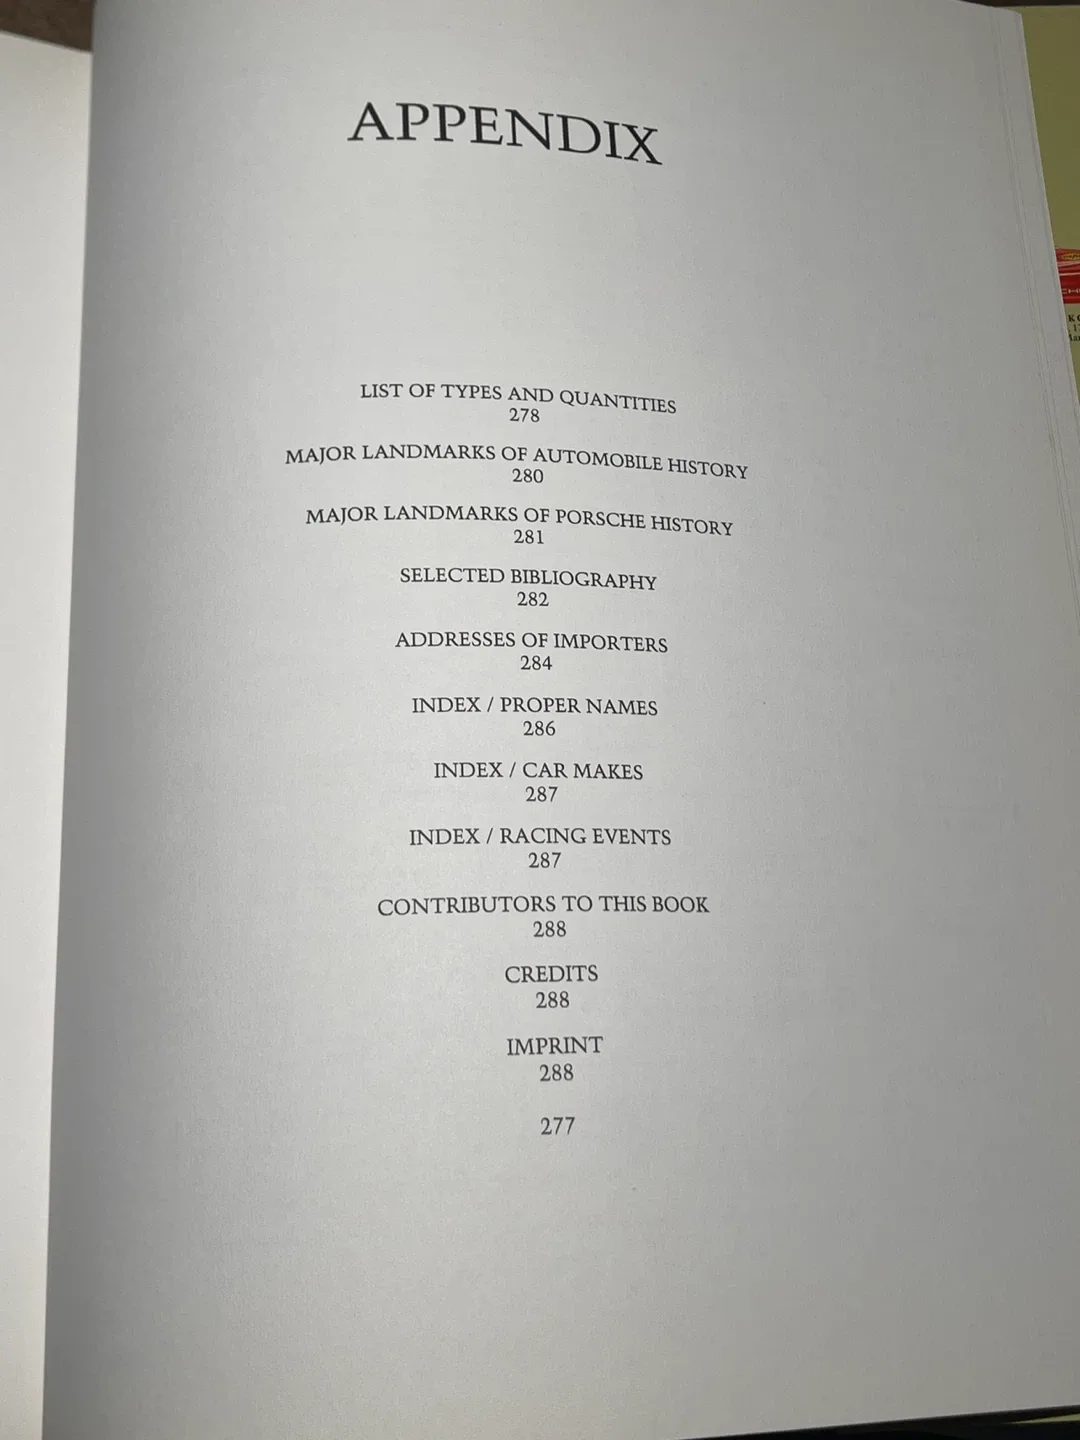 APPENDIX
LIST OF TYPES AND QUANTITIES
278
MAJOR LANDMARKS OF AUTOMOBILE HISTORY
280
MAJOR LANDMARKS OF PORSCHE HISTORY
281
SELECTED BIBLIOGRAPHY
282
ADDRESSES OF IMPORTERS
284
INDEX / PROPER NAMES
286
INDEX / CAR MAKES
287
INDEX / RACING EVENTS
287
CONTRIBUTORS TO THIS BOOK
288
CREDITS
288
IMPRINT
288
277